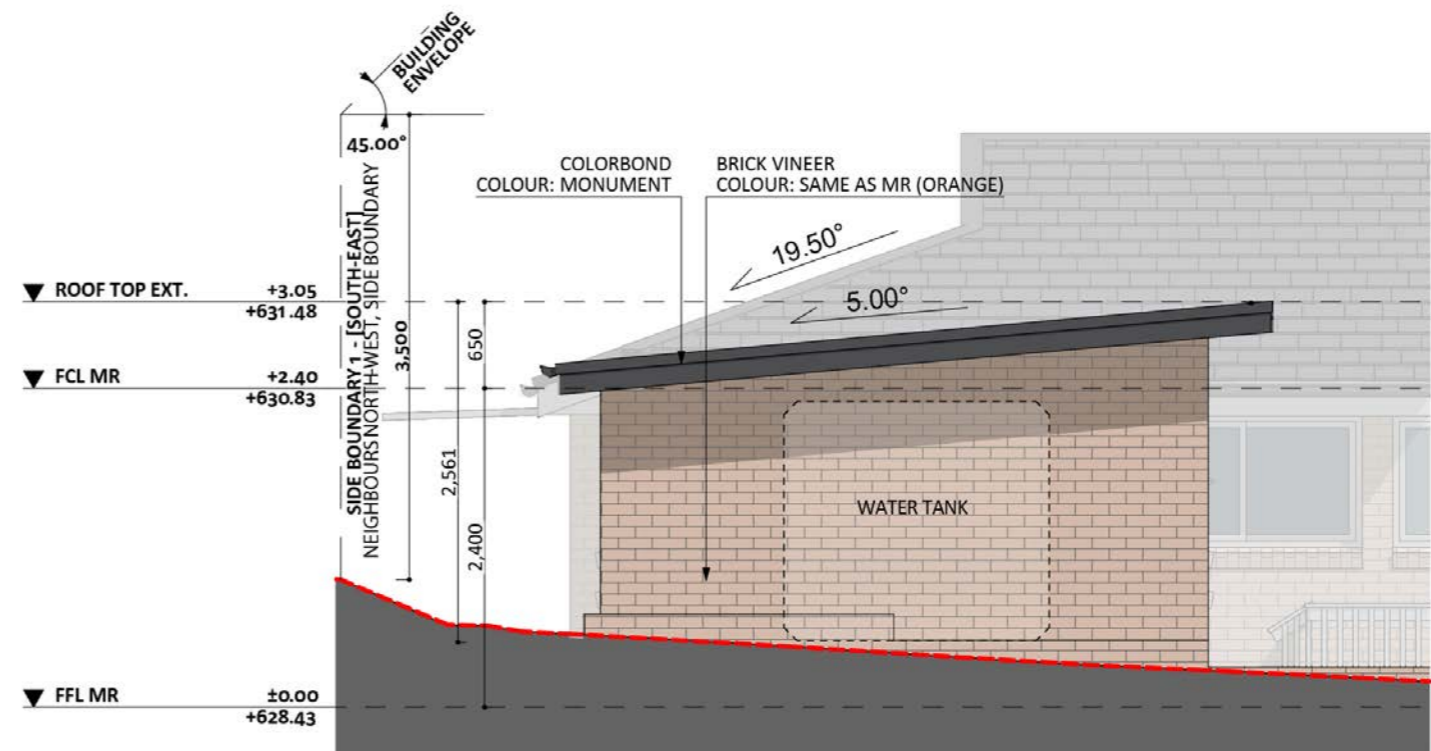 BUILDING
ENVELOPE
45.00°
COLORBOND
COLOUR: MONUMENT
BRICK VINEER
COLOUR: SAME AS MR (ORANGE)
SIDE BOUNDARY 1 - [SOUTH-EAST]
NEIGHBOURS NORTH-WEST, SIDE BOUNDARY
19.50°
5.00°
ROOF TOP EXT. +3.05
+631.48
3,500
650
FCL MR +2.40
+630.83
2,561
2,400
WATER TANK
FFL MR ±0.00
+628.43